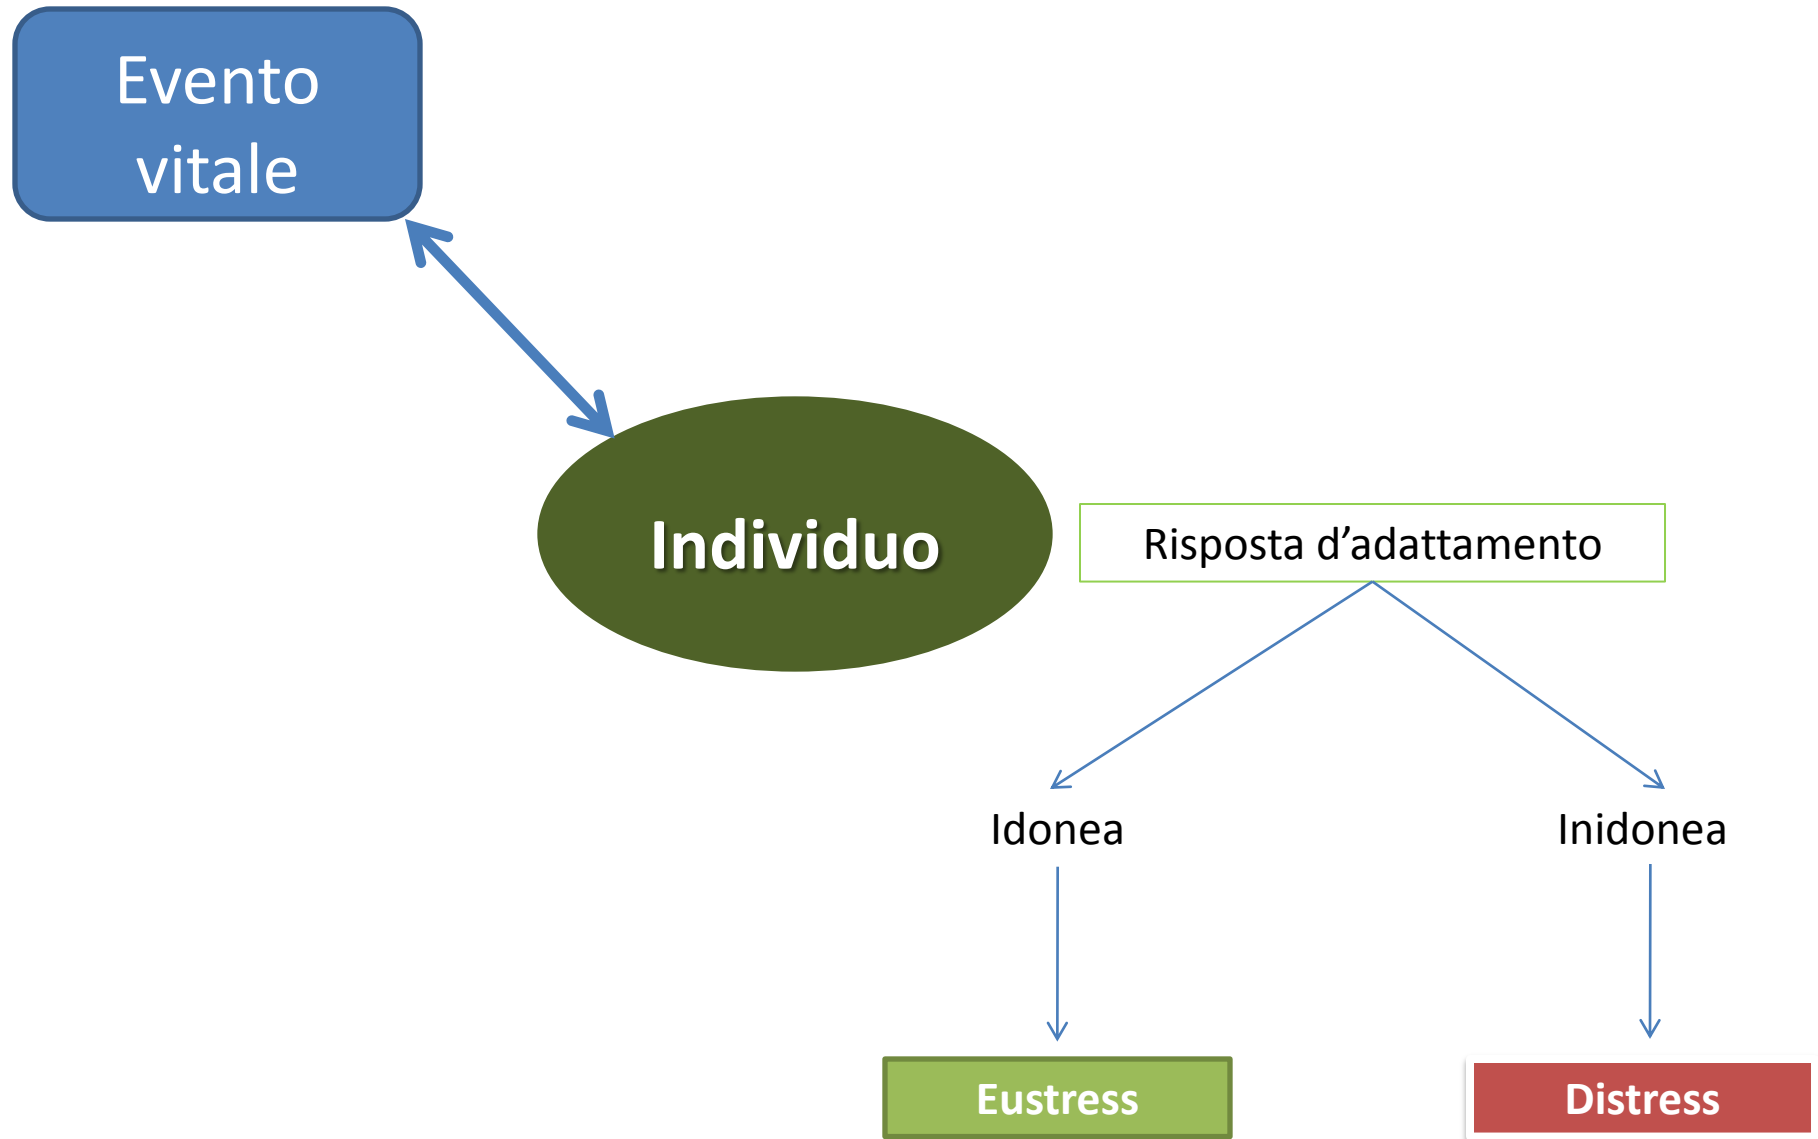 Evento
vitale
Individuo
Risposta d’adattamento
Idonea
Inidonea
Eustress
Distress